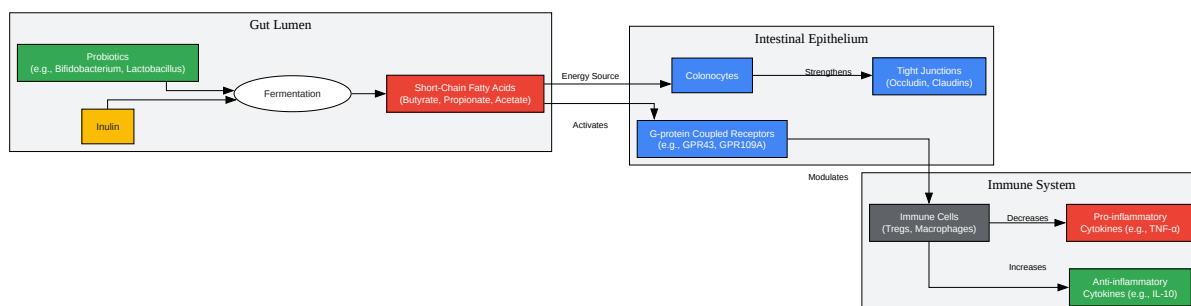 Gut Lumen
Probiotics
(e.g., Bifidobacterium, Lactobacillus)
Inulin
Fermentation
Short-Chain Fatty Acids
(Butyrate, Propionate, Acetate)
Energy Source
Activates
Intestinal Epithelium
Colonocytes
Strengthens
Tight Junctions
(Occludin, Claudins)
G-protein Coupled Receptors
(e.g., GPR43, GPR109A)
Modulates
Immune System
Immune Cells
(Tregs, Macrophages)
Decreases
Pro-inflammatory
Cytokines (e.g., TNF-α)
Increases
Anti-inflammatory
Cytokines (e.g., IL-10)